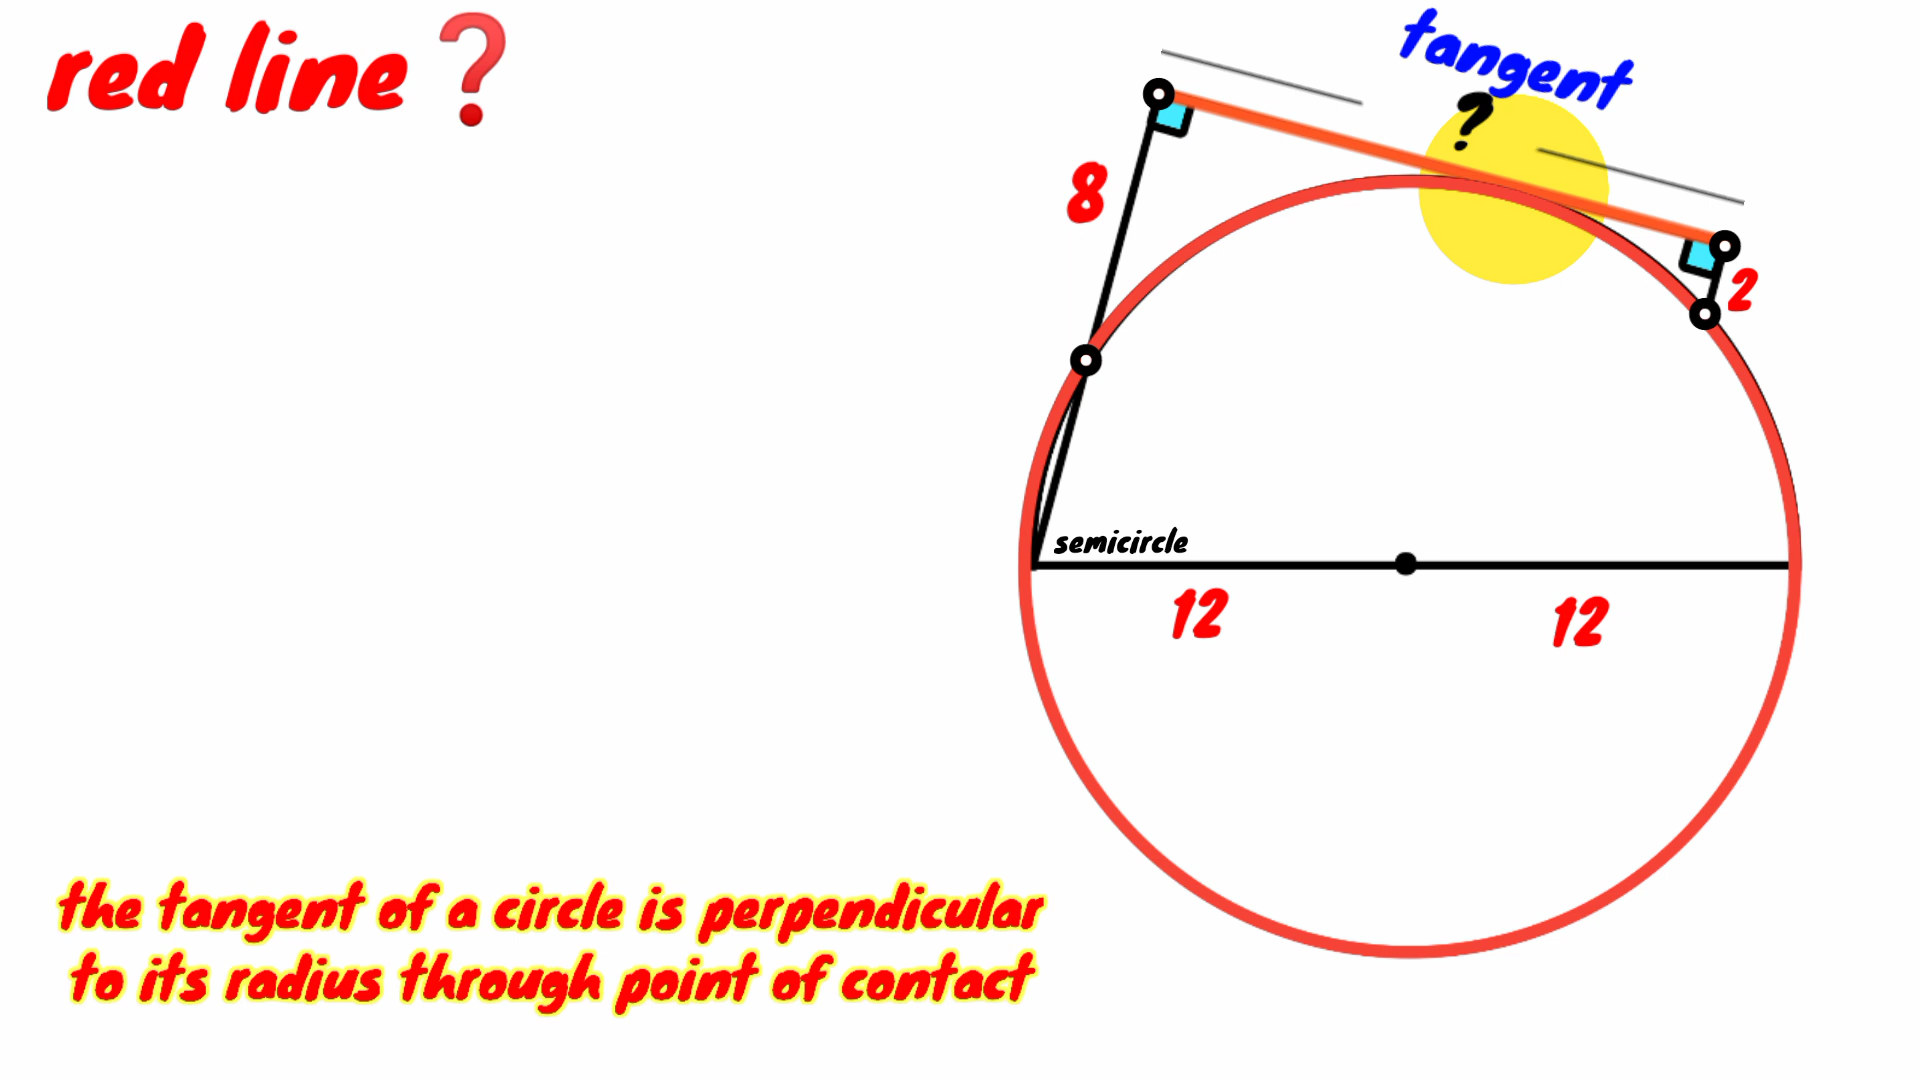 red line❓
tangent
?
8
2
semicircle
12
12
the tangent of a circle is perpendicular
to its radius through point of contact